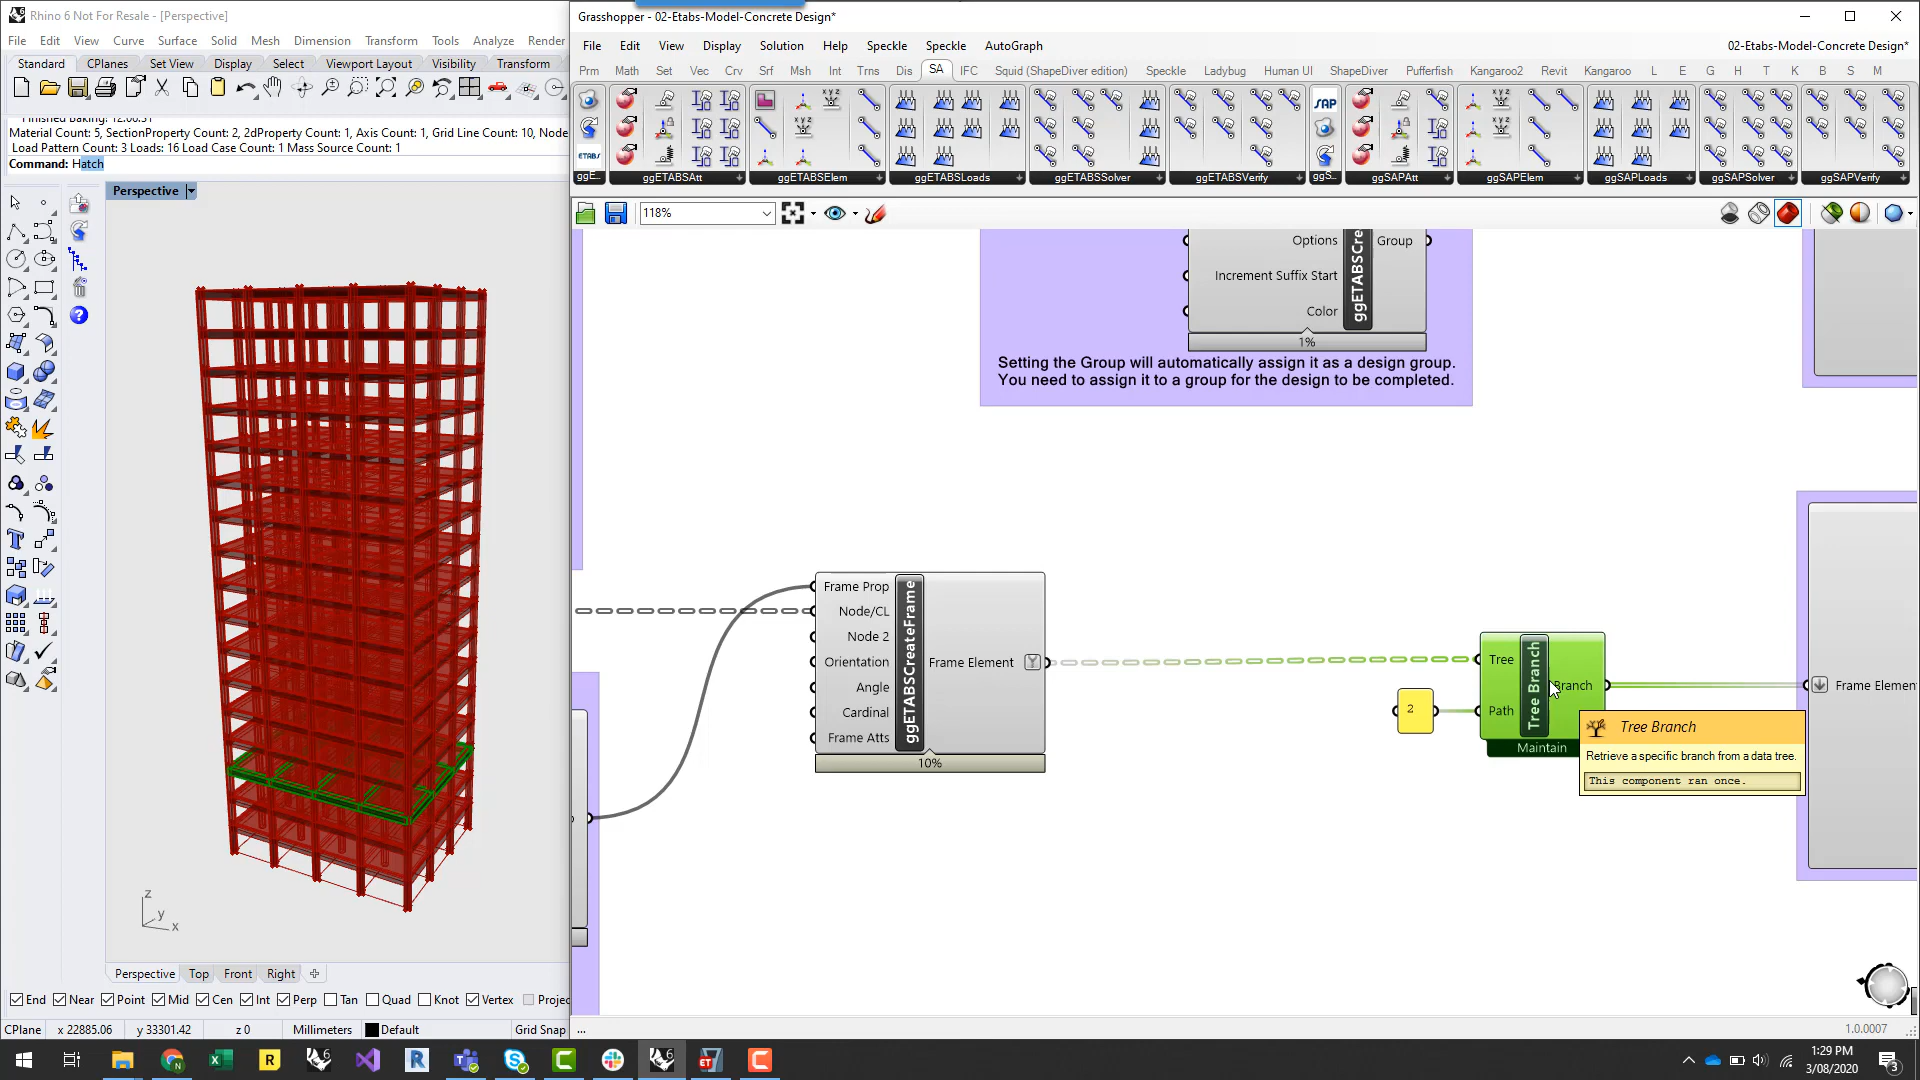 Rhino 6 Not For Resale - [Perspective]
File Edit View Curve Surface Solid Mesh Dimension Transform Tools Analyze Render
Standard CPlanes Set View Display Select Viewport Layout Visibility Transform
Material Count: 5, SectionProperty Count: 2, 2dProperty Count: 1, Axis Count: 1, Grid Line Count: 10, Node
Load Pattern Count: 3 Loads: 16 Load Case Count: 1 Mass Source Count: 1
Command: Hatch
Perspective
z
y
x
Perspective Top Front Right
End Near Point Mid Cen Int Perp Tan Quad Knot Vertex Projec
CPlane x 22885.06 y 33301.42 z 0 Millimeters Default Grid Snap
Grasshopper - 02-Etabs-Model-Concrete Design*
File Edit View Display Solution Help Speckle Speckle AutoGraph
02-Etabs-Model-Concrete Design*
Prm Math Set Vec Crv Srf Msh Int Trns Dis SA IFC Squid (ShapeDiver edition) Speckle Ladybug Human UI ShapeDiver Pufferfish Kangaroo2 Revit Kangaroo L E G H T K B S M
ETABS
SAP
ggE... ggETABSAtt ggETABSElem ggETABSLoads ggETABSSolver ggETABSVerify ggS... ggSAPAtt ggSAPElem ggSAPLoads ggSAPSolver ggSAPVerify
118%
Options
Increment Suffix Start
Color
ggETABSCre
Group
1%
Setting the Group will automatically assign it as a design group.
You need to assign it to a group for the design to be completed.
Frame Prop
Node/CL
Node 2
Orientation
Angle
Cardinal
Frame Atts
ggETABSCreateFrame
Frame Element
10%
2
Tree
Path
Tree Branch
Branch
Maintain
Tree Branch
Retrieve a specific branch from a data tree.
This component ran once.
Frame Elemen
...
1.0.0007
1:29 PM
3/08/2020
3